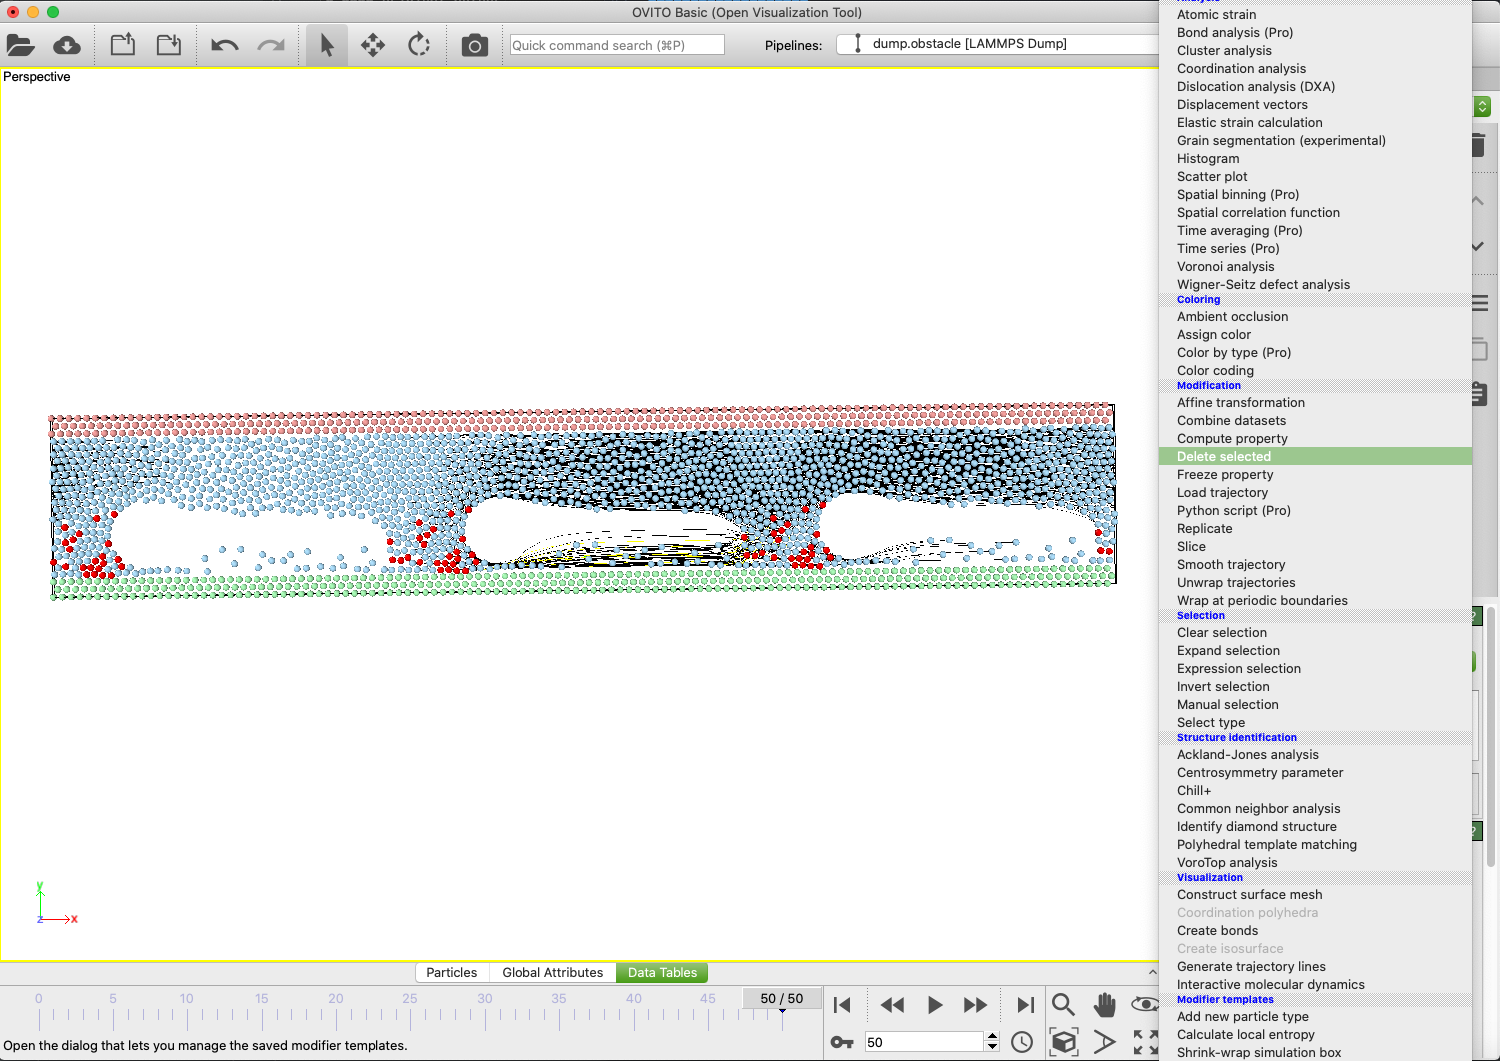 OVITO Basic (Open Visualization Tool)
Quick command search (⌘P)
Pipelines:
dump.obstacle [LAMMPS Dump]
Perspective
y
z
x
Particles
Global Attributes
Data Tables
0
5
10
15
20
25
30
35
40
45
50 / 50
50
Open the dialog that lets you manage the saved modifier templates.
Analysis
Atomic strain
Bond analysis (Pro)
Cluster analysis
Coordination analysis
Dislocation analysis (DXA)
Displacement vectors
Elastic strain calculation
Grain segmentation (experimental)
Histogram
Scatter plot
Spatial binning (Pro)
Spatial correlation function
Time averaging (Pro)
Time series (Pro)
Voronoi analysis
Wigner-Seitz defect analysis
Coloring
Ambient occlusion
Assign color
Color by type (Pro)
Color coding
Modification
Affine transformation
Combine datasets
Compute property
Delete selected
Freeze property
Load trajectory
Python script (Pro)
Replicate
Slice
Smooth trajectory
Unwrap trajectories
Wrap at periodic boundaries
Selection
Clear selection
Expand selection
Expression selection
Invert selection
Manual selection
Select type
Structure identification
Ackland-Jones analysis
Centrosymmetry parameter
Chill+
Common neighbor analysis
Identify diamond structure
Polyhedral template matching
VoroTop analysis
Visualization
Construct surface mesh
Coordination polyhedra
Create bonds
Create isosurface
Generate trajectory lines
Interactive molecular dynamics
Modifier templates
Add new particle type
Calculate local entropy
Shrink-wrap simulation box
?
?